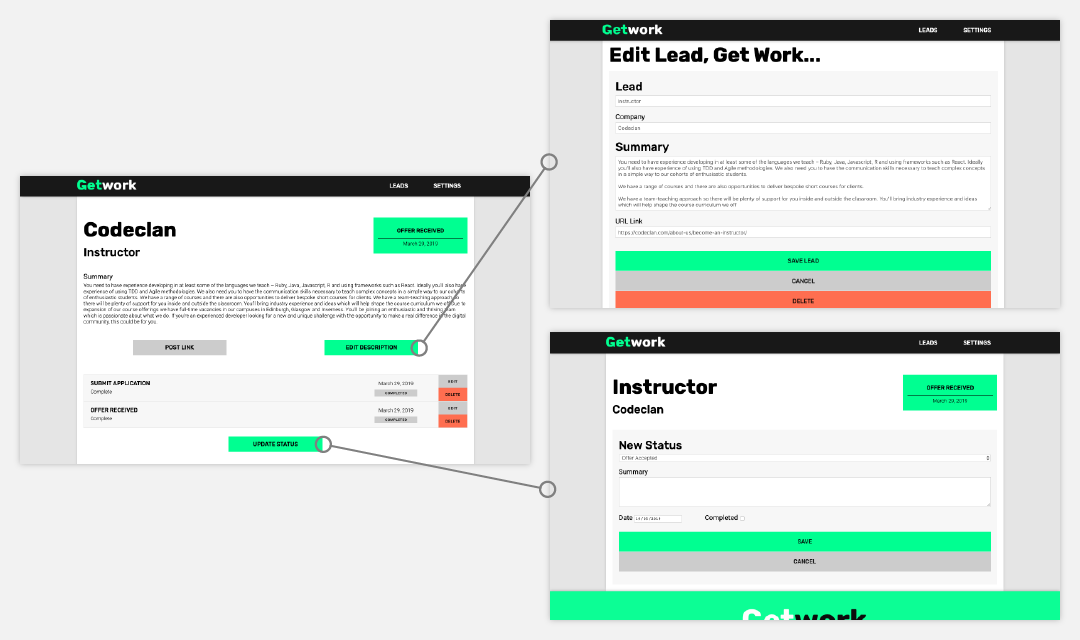 Getwork
LEADS
SETTINGS
Codeclan
Instructor
OFFER RECEIVED
March 29, 2019
Summary
You need to have experience developing in at least some of the languages we teach – Ruby, Java, Javascript, R and using frameworks such as React. Ideally you'll also have
experience of using TDD and Agile methodologies. We also need you to have the communication skills necessary to teach complex concepts in a simple way to our cohorts
of enthusiastic students. We have a range of courses and there are also opportunities to deliver bespoke short courses for clients. We have a team-teaching approach so
there will be plenty of support for you inside and outside the classroom. You'll bring industry experience and ideas which will help shape the course curriculum we
expansion of our course offerings we have full-time vacancies in our campuses in Edinburgh, Glasgow and Inverness. You'll be joining an enthusiastic and thriving team
which is passionate about what we do. If you're an experienced developer looking for a new and unique challenge with the opportunity to make a real difference in the digital
community, this could be for you.
POST LINK
EDIT DESCRIPTION
SUBMIT APPLICATION
Complete
March 29, 2019
COMPLETED
EDIT
DELETE
OFFER RECEIVED
Complete
March 29, 2019
COMPLETED
EDIT
DELETE
UPDATE STATUS
Getwork
LEADS
SETTINGS
Edit Lead, Get Work...
Lead
Instructor
Company
Codeclan
Summary
You need to have experience developing in at least some of the languages we teach – Ruby, Java, Javascript, R and using frameworks such as React. Ideally
you'll also have experience of using TDD and Agile methodologies. We also need you to have the communication skills necessary to teach complex concepts
in a simple way to our cohorts of enthusiastic students.
We have a range of courses and there are also opportunities to deliver bespoke short courses for clients.
We have a team-teaching approach so there will be plenty of support for you inside and outside the classroom. You'll bring industry experience and ideas
which will help shape the course curriculum we off
URL Link
https://codeclan.com/about-us/become-an-instructor/
SAVE LEAD
CANCEL
DELETE
Getwork
LEADS
SETTINGS
Instructor
Codeclan
OFFER RECEIVED
March 29, 2019
New Status
Offer Accepted
Summary
Date
Completed
SAVE
CANCEL
Getwork